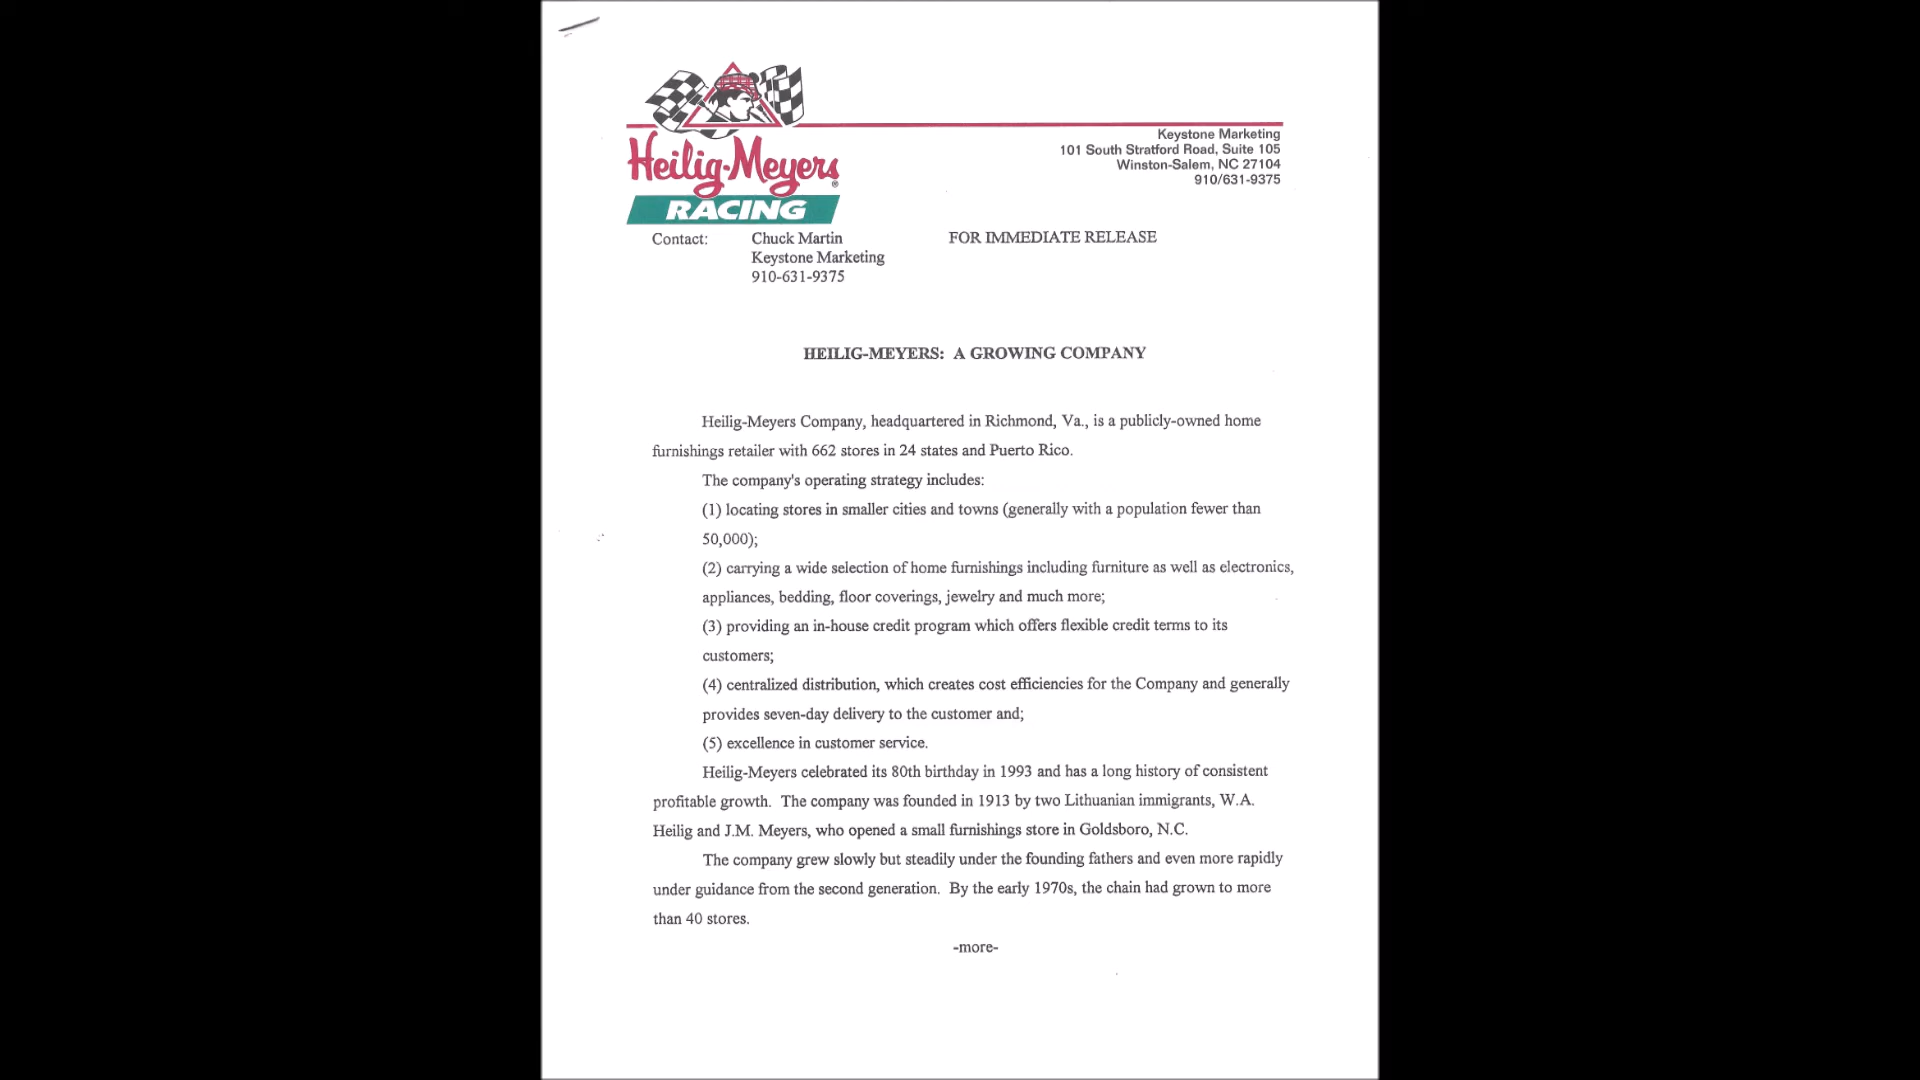 Heilig-Meyers®
RACING
Keystone Marketing
101 South Stratford Road, Suite 105
Winston-Salem, NC 27104
910/631-9375
Contact: Chuck Martin FOR IMMEDIATE RELEASE
Keystone Marketing
910-631-9375
HEILIG-MEYERS: A GROWING COMPANY
Heilig-Meyers Company, headquartered in Richmond, Va., is a publicly-owned home
furnishings retailer with 662 stores in 24 states and Puerto Rico.
The company's operating strategy includes:
(1) locating stores in smaller cities and towns (generally with a population fewer than
50,000);
(2) carrying a wide selection of home furnishings including furniture as well as electronics,
appliances, bedding, floor coverings, jewelry and much more;
(3) providing an in-house credit program which offers flexible credit terms to its
customers;
(4) centralized distribution, which creates cost efficiencies for the Company and generally
provides seven-day delivery to the customer and;
(5) excellence in customer service.
Heilig-Meyers celebrated its 80th birthday in 1993 and has a long history of consistent
profitable growth. The company was founded in 1913 by two Lithuanian immigrants, W.A.
Heilig and J.M. Meyers, who opened a small furnishings store in Goldsboro, N.C.
The company grew slowly but steadily under the founding fathers and even more rapidly
under guidance from the second generation. By the early 1970s, the chain had grown to more
than 40 stores.
-more-